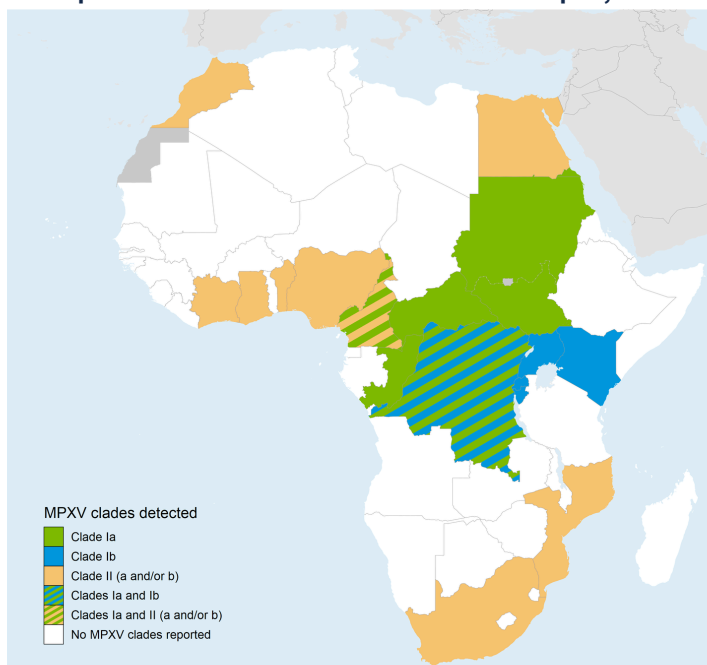 MPXV clades detected
Clade Ia
Clade Ib
Clade II (a and/or b)
Clades Ia and Ib
Clades Ia and II (a and/or b)
No MPXV clades reported